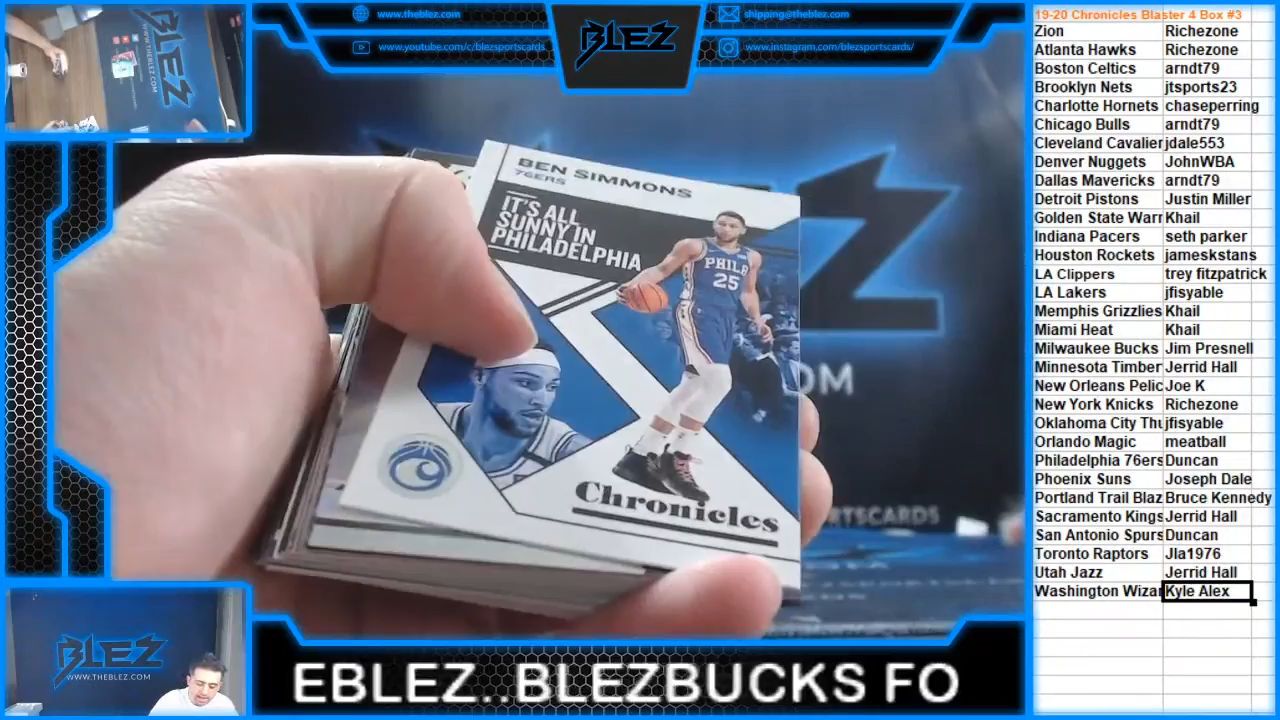 BLEZ
WWW.THEBLEZ.COM
www.theblez.com
shipping@theblez.com
BLEZ
www.youtube.com/c/blezsportscards
www.instagram.com/blezsportscards/
BEN SIMMONS
76ERS
IT'S ALL
SUNNY IN
PHILADELPHIA
PHILA
25
Chronicles
OM
RTSCARDS
BLEZ
WWW.THEBLEZ.COM
EBLEZ..BLEZBUCKS FO
19-20 Chronicles Blaster 4 Box #3
Zion Richezone
Atlanta Hawks Richezone
Boston Celtics arndt79
Brooklyn Nets jtsports23
Charlotte Hornets chaseperring
Chicago Bulls arndt79
Cleveland Cavalier jdale553
Denver Nuggets JohnWBA
Dallas Mavericks arndt79
Detroit Pistons Justin Miller
Golden State Warr Khail
Indiana Pacers seth parker
Houston Rockets jameskstans
LA Clippers trey fitzpatrick
LA Lakers jfisyable
Memphis Grizzlies Khail
Miami Heat Khail
Milwaukee Bucks Jim Presnell
Minnesota Timber Jerrid Hall
New Orleans Pelic Joe K
New York Knicks Richezone
Oklahoma City Thu jfisyable
Orlando Magic meatball
Philadelphia 76ers Duncan
Phoenix Suns Joseph Dale
Portland Trail Blaz Bruce Kennedy
Sacramento Kings Jerrid Hall
San Antonio Spurs Duncan
Toronto Raptors Jla1976
Utah Jazz Jerrid Hall
Washington Wizar Kyle Alex